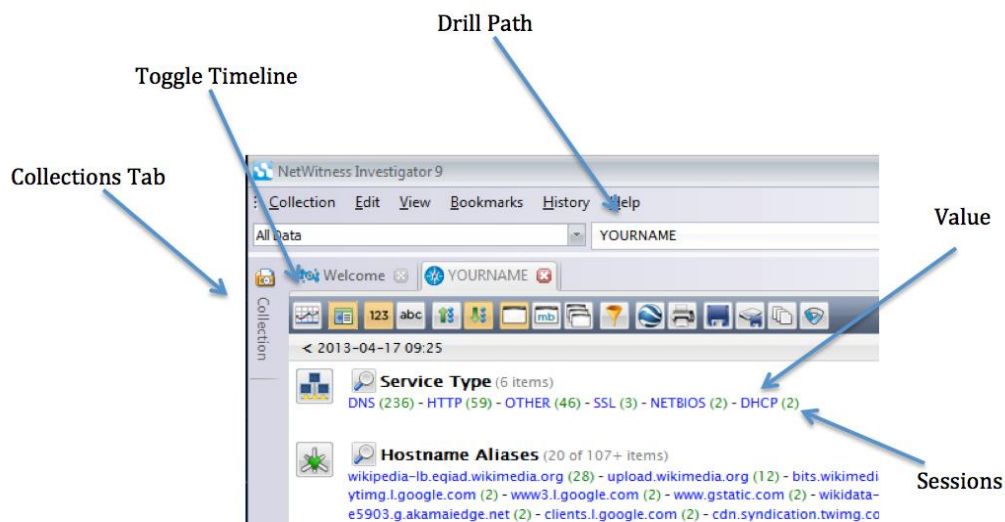 Drill Path
Toggle Timeline
Collections Tab
Value
Sessions
NetWitness Investigator 9
Collection Edit View Bookmarks History Help
All Data YOURNAME
Welcome YOURNAME
Collection
123 abc mb
< 2013-04-17 09:25
Service Type (6 items)
DNS (236) - HTTP (59) - OTHER (46) - SSL (3) - NETBIOS (2) - DHCP (2)
Hostname Aliases (20 of 107+ items)
wikipedia-lb.eqiad.wikimedia.org (28) - upload.wikimedia.org (12) - bits.wikimedi
ytimg.l.google.com (2) - www3.l.google.com (2) - www.gstatic.com (2) - wikidata-
e5903.g.akamaiedge.net (2) - clients.l.google.com (2) - cdn.syndication.twimg.co